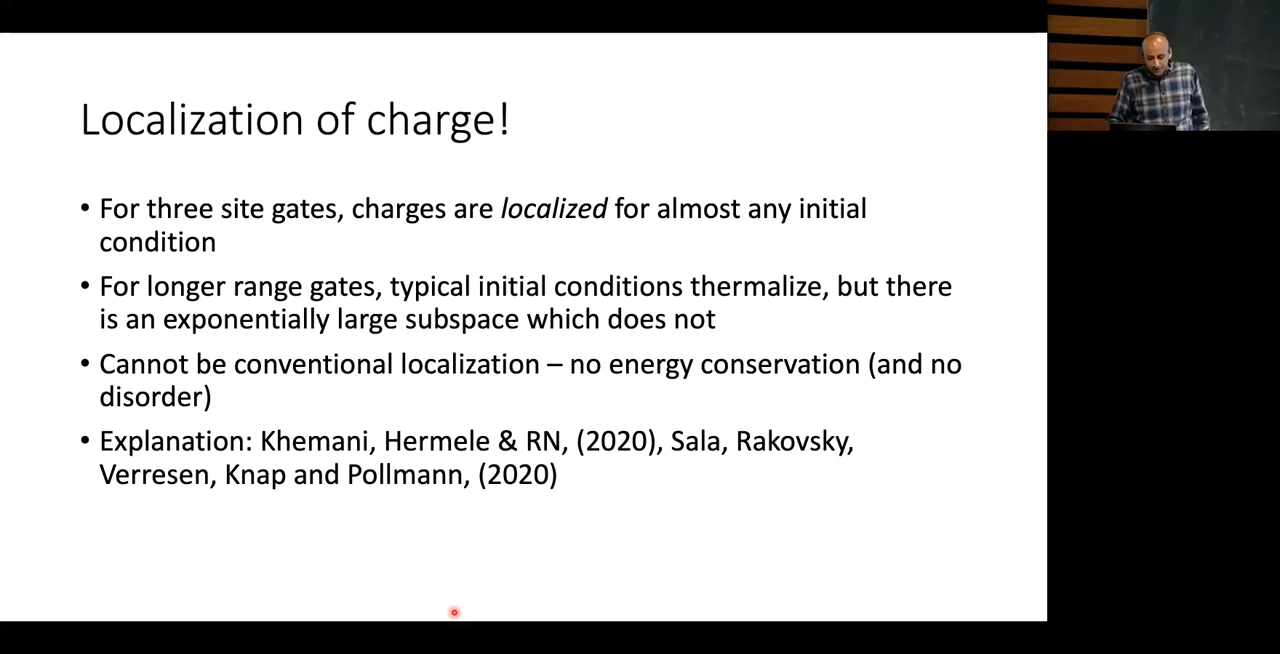 Localization of charge!
• For three site gates, charges are localized for almost any initial
condition
• For longer range gates, typical initial conditions thermalize, but there
is an exponentially large subspace which does not
• Cannot be conventional localization – no energy conservation (and no
disorder)
• Explanation: Khemani, Hermele & RN, (2020), Sala, Rakovsky,
Verresen, Knap and Pollmann, (2020)